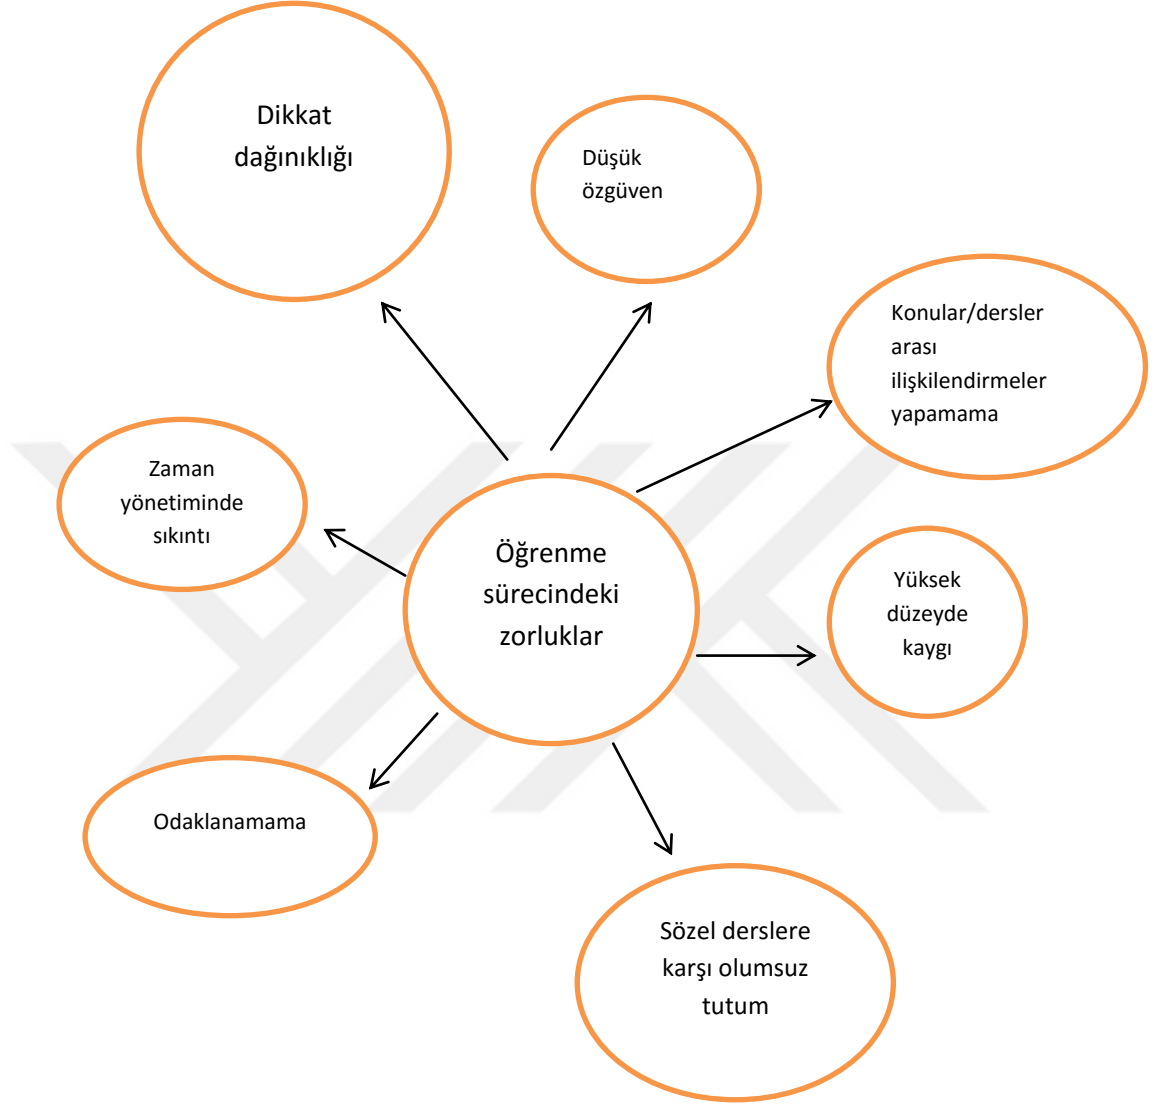 Dikkat
dağınıklığı
Düşük
özgüven
Konular/dersler
arası
ilişkilendirmeler
yapamama
Zaman
yönetiminde
sıkıntı
Öğrenme
sürecindeki
zorluklar
Yüksek
düzeyde
kaygı
Odaklanamama
Sözel derslere
karşı olumsuz
tutum